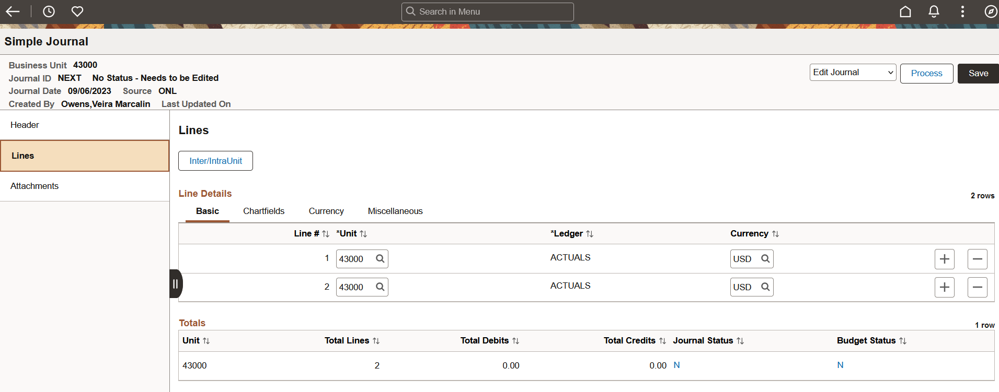 Search in Menu
Simple Journal
Business Unit 43000
Journal ID NEXT No Status - Needs to be Edited
Journal Date 09/06/2023 Source ONL
Created By Owens,Veira Marcalin Last Updated On
Edit Journal Process Save
Header
Lines
Attachments
Lines
Inter/IntraUnit
Line Details
2 rows
Basic Chartfields Currency Miscellaneous
Line # *Unit *Ledger Currency
1 43000 ACTUALS USD
2 43000 ACTUALS USD
Totals
1 row
Unit Total Lines Total Debits Total Credits Journal Status Budget Status
43000 2 0.00 0.00 N N